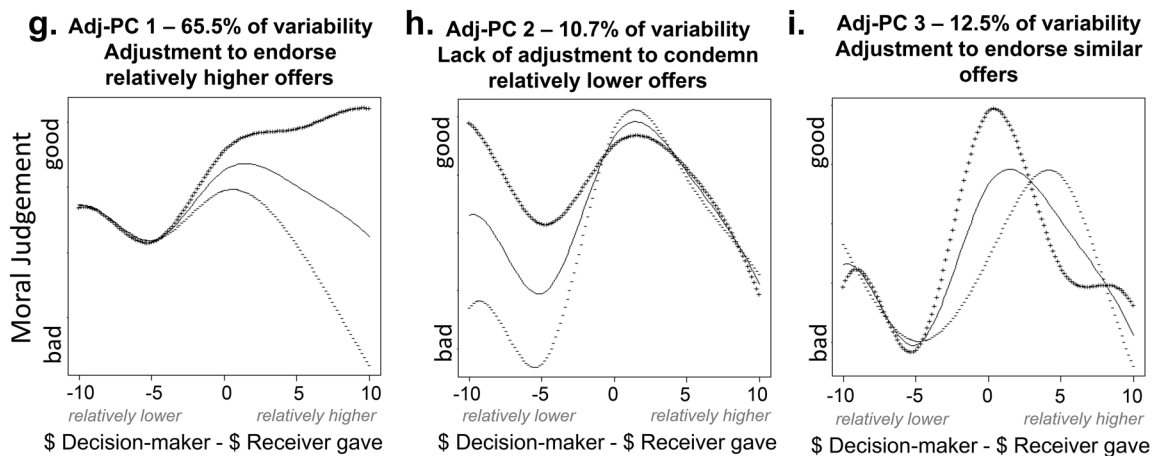 g. Adj-PC 1 – 65.5% of variability
Adjustment to endorse
relatively higher offers
h. Adj-PC 2 – 10.7% of variability
Lack of adjustment to condemn
relatively lower offers
i. Adj-PC 3 – 12.5% of variability
Adjustment to endorse similar
offers
Moral Judgement
good
bad
-10 -5 0 5 10
relatively lower relatively higher
$ Decision-maker - $ Receiver gave
good
bad
-10 -5 0 5 10
relatively lower relatively higher
$ Decision-maker - $ Receiver gave
good
bad
-10 -5 0 5 10
relatively lower relatively higher
$ Decision-maker - $ Receiver gave